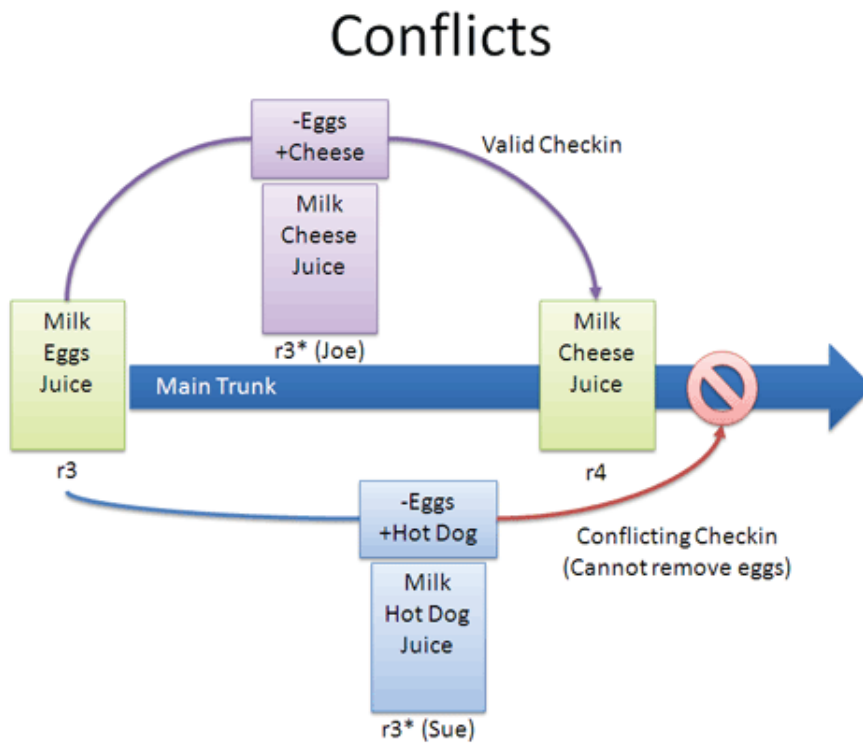 Conflicts
-Eggs
+Cheese
Valid Checkin
Milk
Cheese
Juice
r3* (Joe)
Milk
Eggs
Juice
r3
Main Trunk
Milk
Cheese
Juice
r4
-Eggs
+Hot Dog
Conflicting Checkin
(Cannot remove eggs)
Milk
Hot Dog
Juice
r3* (Sue)